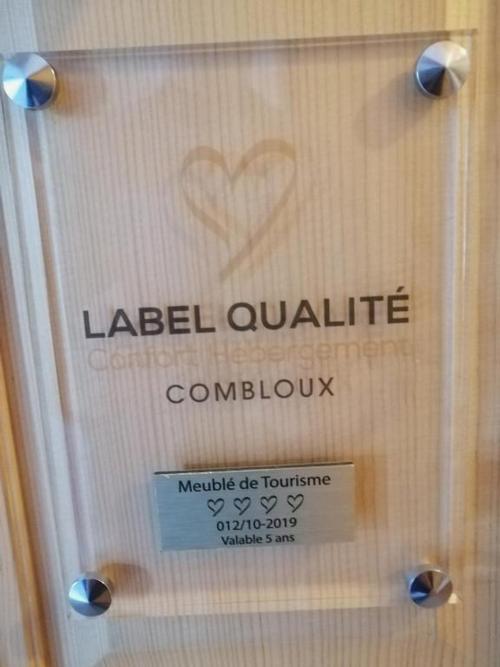 LABEL QUALITÉ
Confort Hébergement
COMBLOUX
Meublé de Tourisme
012/10-2019
Valable 5 ans